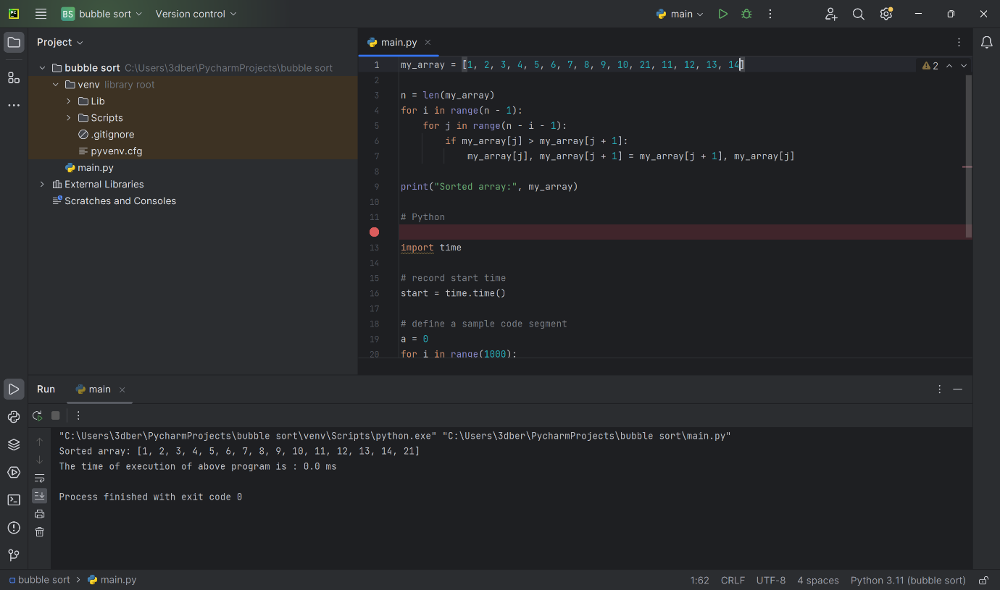 PC
BS bubble sort Version control main
Project main.py
bubble sort C:\Users\3dber\PycharmProjects\bubble sort
venv library root
Lib
Scripts
.gitignore
pyvenv.cfg
main.py
External Libraries
Scratches and Consoles
1 my_array = [1, 2, 3, 4, 5, 6, 7, 8, 9, 10, 21, 11, 12, 13, 14] 2
2
3 n = len(my_array)
4 for i in range(n - 1):
5 for j in range(n - i - 1):
6 if my_array[j] > my_array[j + 1]:
7 my_array[j], my_array[j + 1] = my_array[j + 1], my_array[j]
8
9 print("Sorted array:", my_array)
10
11 # Python
13 import time
14
15 # record start time
16 start = time.time()
17
18 # define a sample code segment
19 a = 0
20 for i in range(1000):
Run main
"C:\Users\3dber\PycharmProjects\bubble sort\venv\Scripts\python.exe" "C:\Users\3dber\PycharmProjects\bubble sort\main.py"
Sorted array: [1, 2, 3, 4, 5, 6, 7, 8, 9, 10, 11, 12, 13, 14, 21]
The time of execution of above program is : 0.0 ms
Process finished with exit code 0
bubble sort > main.py 1:62 CRLF UTF-8 4 spaces Python 3.11 (bubble sort)